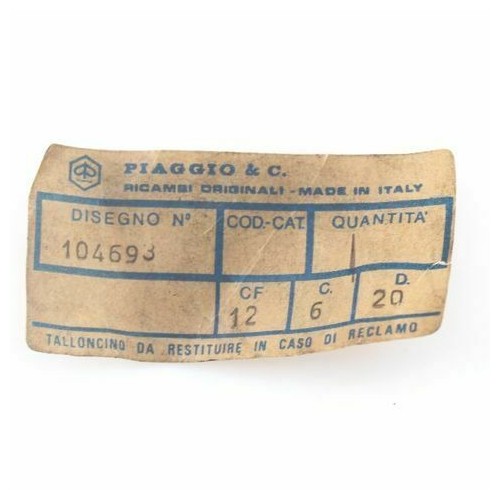 PIAGGIO & C.
RICAMBI ORIGINALI - MADE IN ITALY
DISEGNO N° COD.-CAT. QUANTITA'
104693 1
CF C. D.
12 6 20
TALLONCINO DA RESTITUIRE IN CASO DI RECLAMO